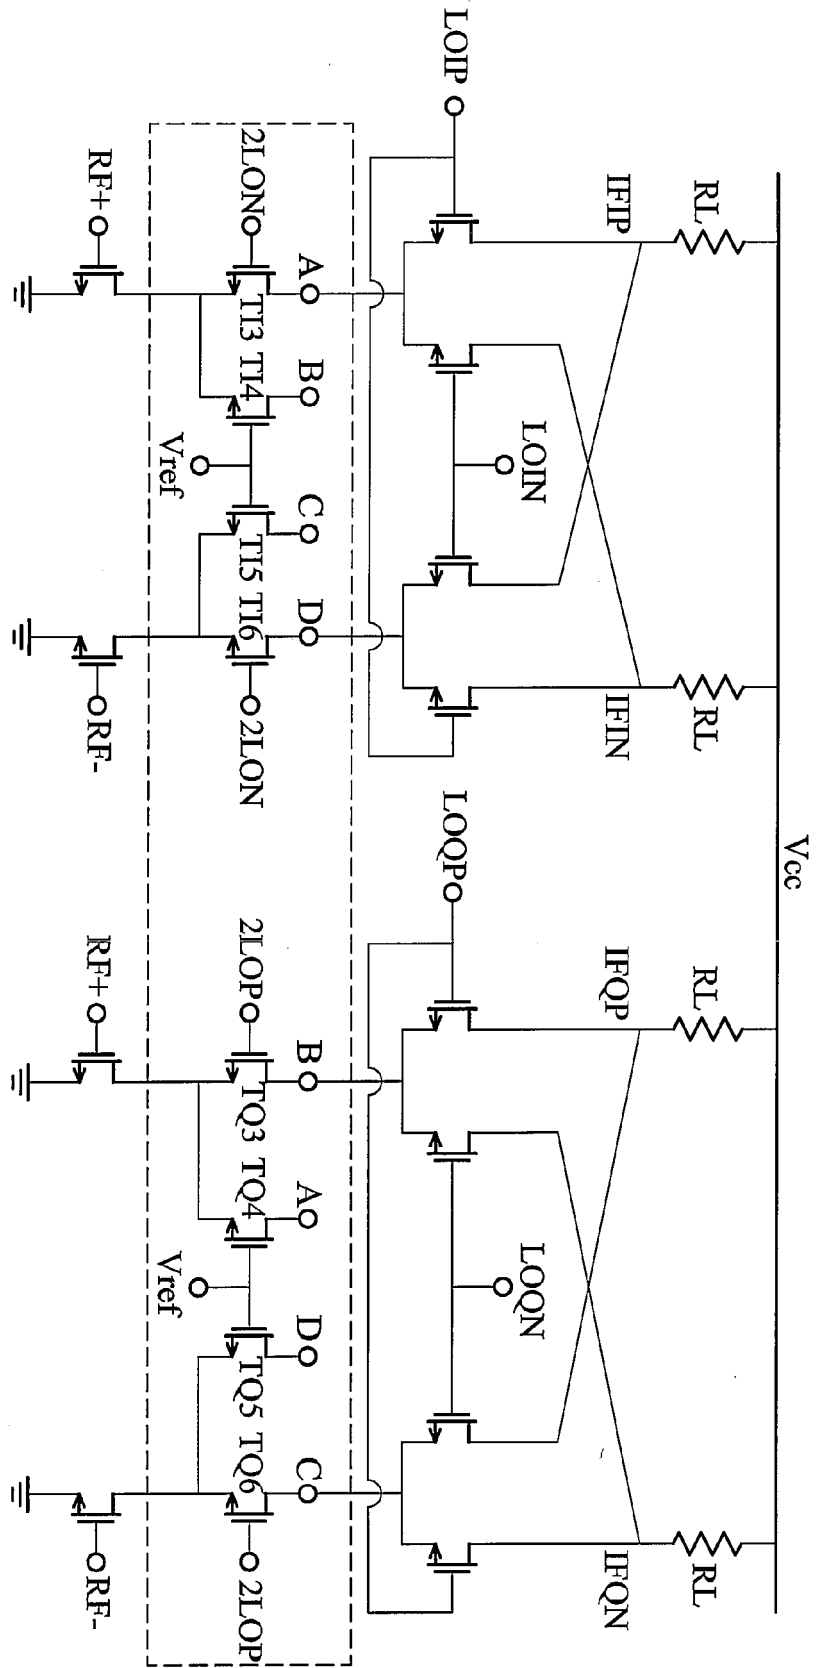 Vcc
RL
RL
RL
RL
IFIP
IFIN
IFQP
IFQN
LOIP
LOIN
LOQP
LOQN
A
B
C
D
B
A
D
C
2LON
TI3 TI4
TI5 TI6
2LON
2LOP
TQ3 TQ4
TQ5 TQ6
2LOP
Vref
Vref
RF+
RF-
RF+
RF-